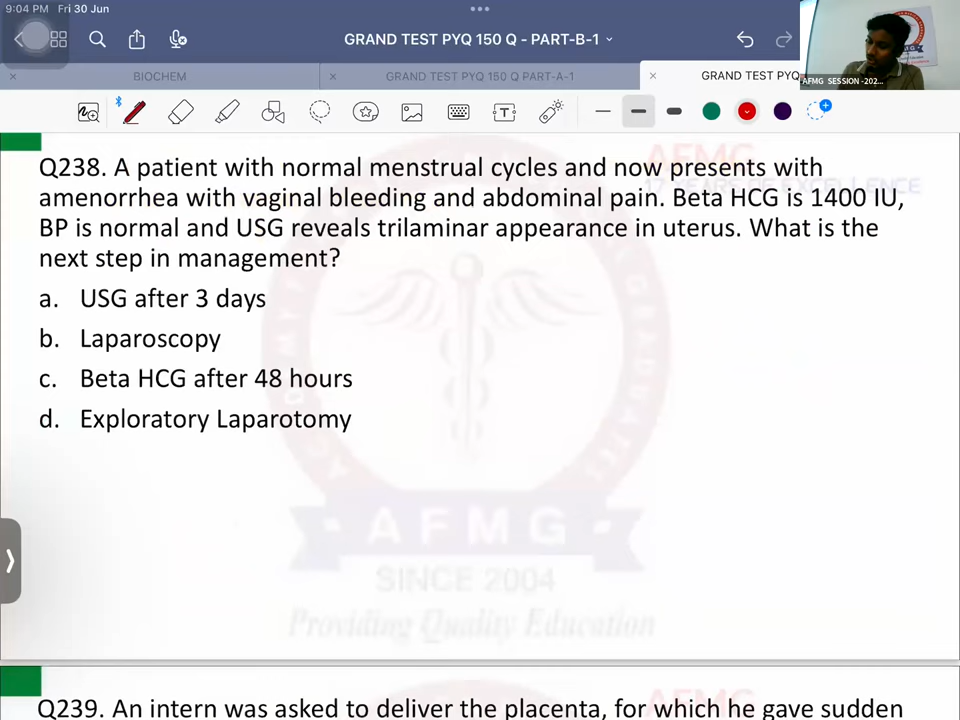 9:04 PM Fri 30 Jun
GRAND TEST PYQ 150 Q - PART-B-1
AFMG SESSION -202...
BIOCHEM
GRAND TEST PYQ 150 Q PART-A-1
GRAND TEST PYQ
AFMG
17 YEARS OF EXCELLENCE
Q238. A patient with normal menstrual cycles and now presents with
amenorrhea with vaginal bleeding and abdominal pain. Beta HCG is 1400 IU,
BP is normal and USG reveals trilaminar appearance in uterus. What is the
next step in management?
a. USG after 3 days
b. Laparoscopy
c. Beta HCG after 48 hours
d. Exploratory Laparotomy
AFMG
SINCE 2004
Providing Quality Education
Q239. An intern was asked to deliver the placenta, for which he gave sudden